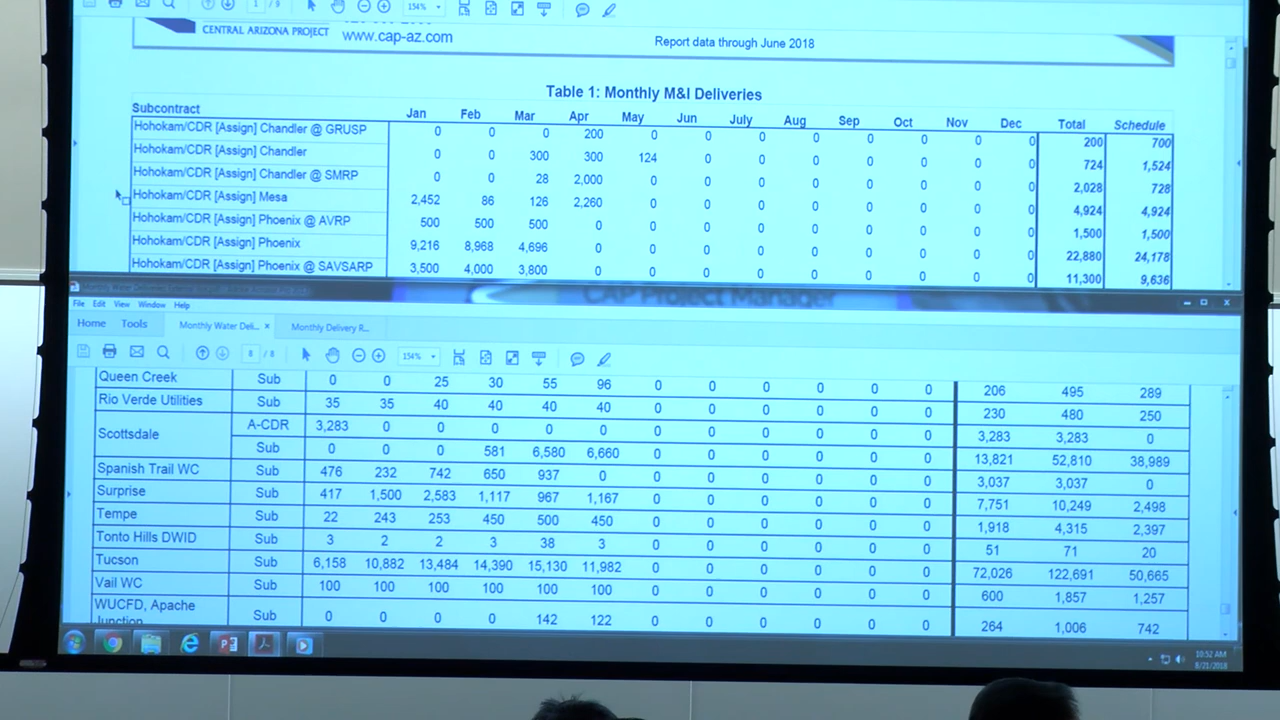 1 / 9 154%
CENTRAL ARIZONA PROJECT www.cap-az.com
Report data through June 2018
Table 1: Monthly M&I Deliveries
Subcontract Jan Feb Mar Apr May Jun July Aug Sep Oct Nov Dec Total Schedule
Hohokam/CDR [Assign] Chandler @ GRUSP 0 0 0 200 0 0 0 0 0 0 0 0 200 700
Hohokam/CDR [Assign] Chandler 0 0 300 300 124 0 0 0 0 0 0 0 724 1,524
Hohokam/CDR [Assign] Chandler @ SMRP 0 0 28 2,000 0 0 0 0 0 0 0 0 2,028 728
Hohokam/CDR [Assign] Mesa 2,452 86 126 2,260 0 0 0 0 0 0 0 0 4,924 4,924
Hohokam/CDR [Assign] Phoenix @ AVRP 500 500 500 0 0 0 0 0 0 0 0 0 1,500 1,500
Hohokam/CDR [Assign] Phoenix 9,216 8,968 4,696 0 0 0 0 0 0 0 0 0 22,880 24,178
Hohokam/CDR [Assign] Phoenix @ SAVSARP 3,500 4,000 3,800 0 0 0 0 0 0 0 0 0 11,300 9,636
CAP Project Manager
File Edit View Window Help
Home Tools Monthly Water Deli... × Monthly Delivery R...
8 / 8 154%
Queen Creek Sub 0 0 25 30 55 96 0 0 0 0 0 0 206 495 289
Rio Verde Utilities Sub 35 35 40 40 40 40 0 0 0 0 0 0 230 480 250
Scottsdale A-CDR 3,283 0 0 0 0 0 0 0 0 0 0 0 3,283 3,283 0
Sub 0 0 0 581 6,580 6,660 0 0 0 0 0 0 13,821 52,810 38,989
Spanish Trail WC Sub 476 232 742 650 937 0 0 0 0 0 0 0 3,037 3,037 0
Surprise Sub 417 1,500 2,583 1,117 967 1,167 0 0 0 0 0 0 7,751 10,249 2,498
Tempe Sub 22 243 253 450 500 450 0 0 0 0 0 0 1,918 4,315 2,397
Tonto Hills DWID Sub 3 2 2 3 38 3 0 0 0 0 0 0 51 71 20
Tucson Sub 6,158 10,882 13,484 14,390 15,130 11,982 0 0 0 0 0 0 72,026 122,691 50,665
Vail WC Sub 100 100 100 100 100 100 0 0 0 0 0 0 600 1,857 1,257
WUCFD, Apache
Junction Sub 0 0 0 0 142 122 0 0 0 0 0 0 264 1,006 742
10:52 AM
8/21/2018